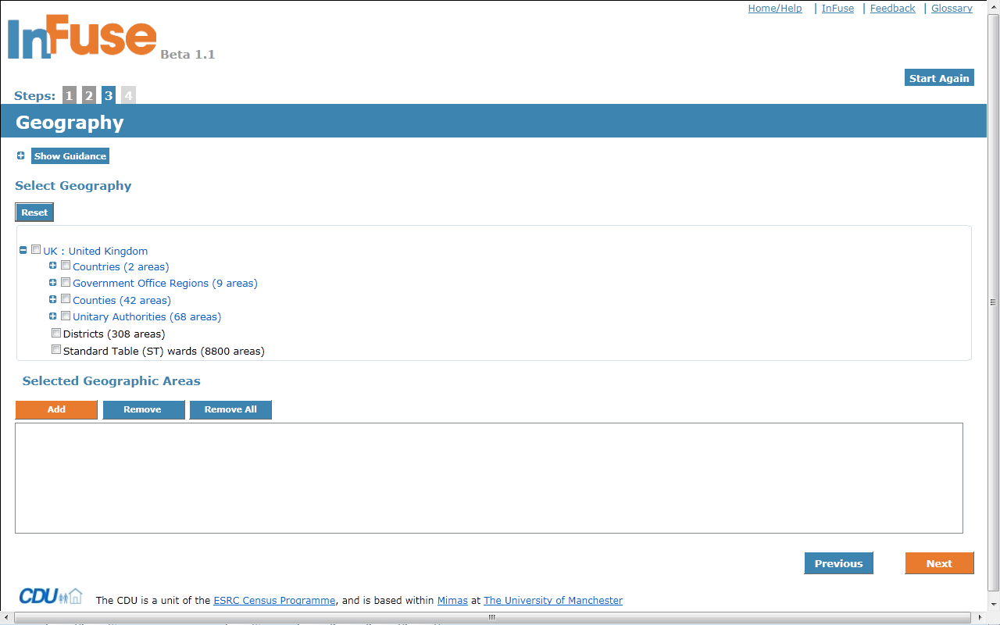 Home/Help | InFuse | Feedback | Glossary
InFuse Beta 1.1
Start Again
Steps: 1 2 3 4
Geography
Show Guidance
Select Geography
Reset
UK : United Kingdom
Countries (2 areas)
Government Office Regions (9 areas)
Counties (42 areas)
Unitary Authorities (68 areas)
Districts (308 areas)
Standard Table (ST) wards (8800 areas)
Selected Geographic Areas
Add Remove Remove All
Previous Next
CDU The CDU is a unit of the ESRC Census Programme, and is based within Mimas at The University of Manchester